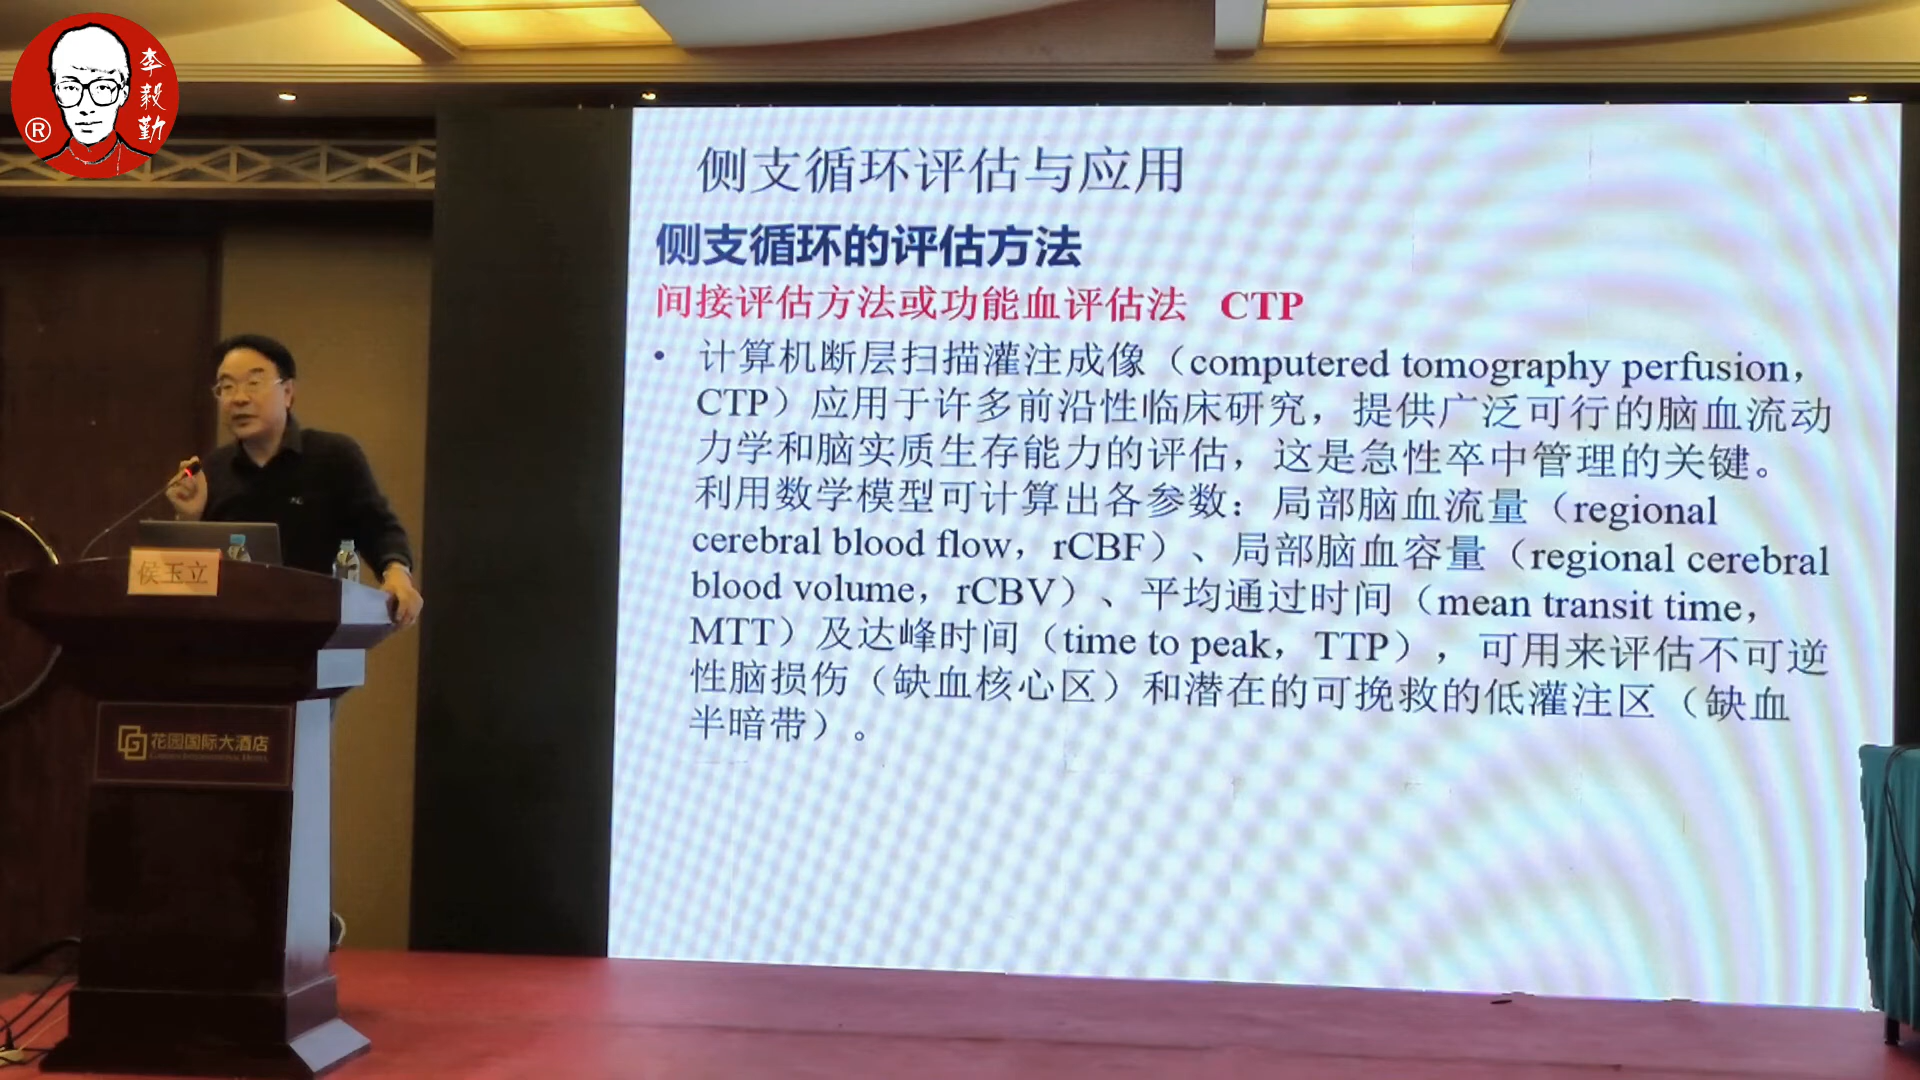 李毅勤
®
侧支循环评估与应用
侧支循环的评估方法
间接评估方法或功能血评估法 CTP
• 计算机断层扫描灌注成像（computered tomography perfusion，
CTP）应用于许多前沿性临床研究，提供广泛可行的脑血流动
力学和脑实质生存能力的评估，这是急性卒中管理的关键。
利用数学模型可计算出各参数：局部脑血流量（regional
cerebral blood flow，rCBF）、局部脑血容量（regional cerebral
blood volume，rCBV）、平均通过时间（mean transit time，
MTT）及达峰时间（time to peak，TTP），可用来评估不可逆
性脑损伤（缺血核心区）和潜在的可挽救的低灌注区（缺血
半暗带）。
侯玉立
花园国际大酒店
GARDEN INTERNATIONAL HOTEL